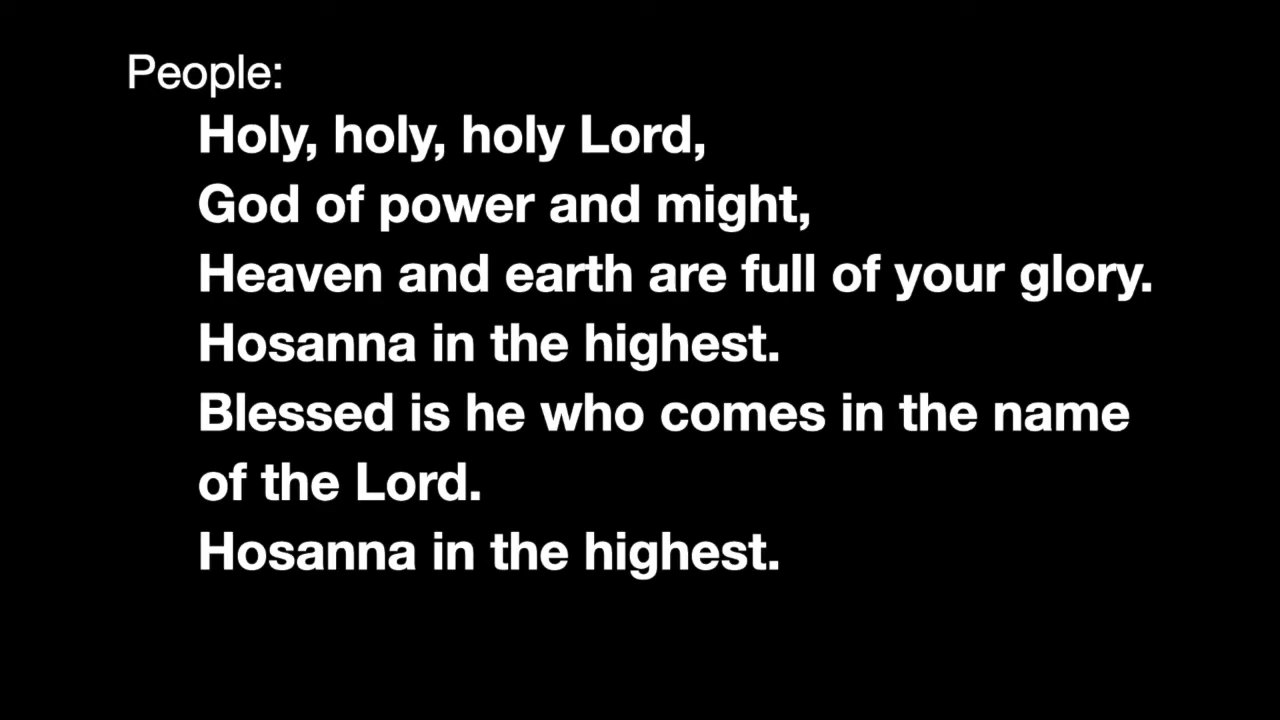 People:
Holy, holy, holy Lord,
God of power and might,
Heaven and earth are full of your glory.
Hosanna in the highest.
Blessed is he who comes in the name
of the Lord.
Hosanna in the highest.